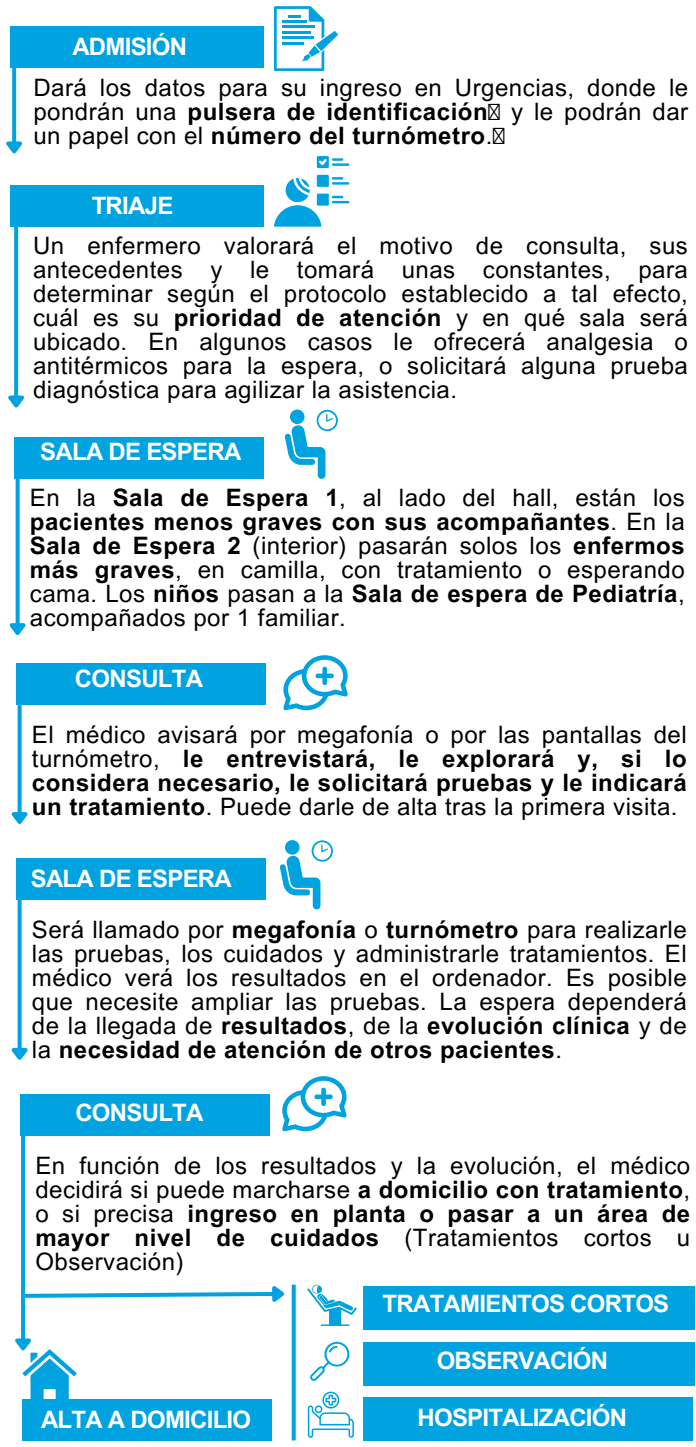 ADMISIÓN
Dará los datos para su ingreso en Urgencias, donde le
pondrán una pulsera de identificación y le podrán dar
un papel con el número del turnómetro.
TRIAJE
Un enfermero valorará el motivo de consulta, sus
antecedentes y le tomará unas constantes, para
determinar según el protocolo establecido a tal efecto,
cuál es su prioridad de atención y en qué sala será
ubicado. En algunos casos le ofrecerá analgesia o
antitérmicos para la espera, o solicitará alguna prueba
diagnóstica para agilizar la asistencia.
SALA DE ESPERA
En la Sala de Espera 1, al lado del hall, están los
pacientes menos graves con sus acompañantes. En la
Sala de Espera 2 (interior) pasarán solos los enfermos
más graves, en camilla, con tratamiento o esperando
cama. Los niños pasan a la Sala de espera de Pediatría,
acompañados por 1 familiar.
CONSULTA
El médico avisará por megafonía o por las pantallas del
turnómetro, le entrevistará, le explorará y, si lo
considera necesario, le solicitará pruebas y le indicará
un tratamiento. Puede darle de alta tras la primera visita.
SALA DE ESPERA
Será llamado por megafonía o turnómetro para realizarle
las pruebas, los cuidados y administrarle tratamientos. El
médico verá los resultados en el ordenador. Es posible
que necesite ampliar las pruebas. La espera dependerá
de la llegada de resultados, de la evolución clínica y de
la necesidad de atención de otros pacientes.
CONSULTA
En función de los resultados y la evolución, el médico
decidirá si puede marcharse a domicilio con tratamiento,
o si precisa ingreso en planta o pasar a un área de
mayor nivel de cuidados (Tratamientos cortos u
Observación)
TRATAMIENTOS CORTOS
OBSERVACIÓN
ALTA A DOMICILIO
HOSPITALIZACIÓN